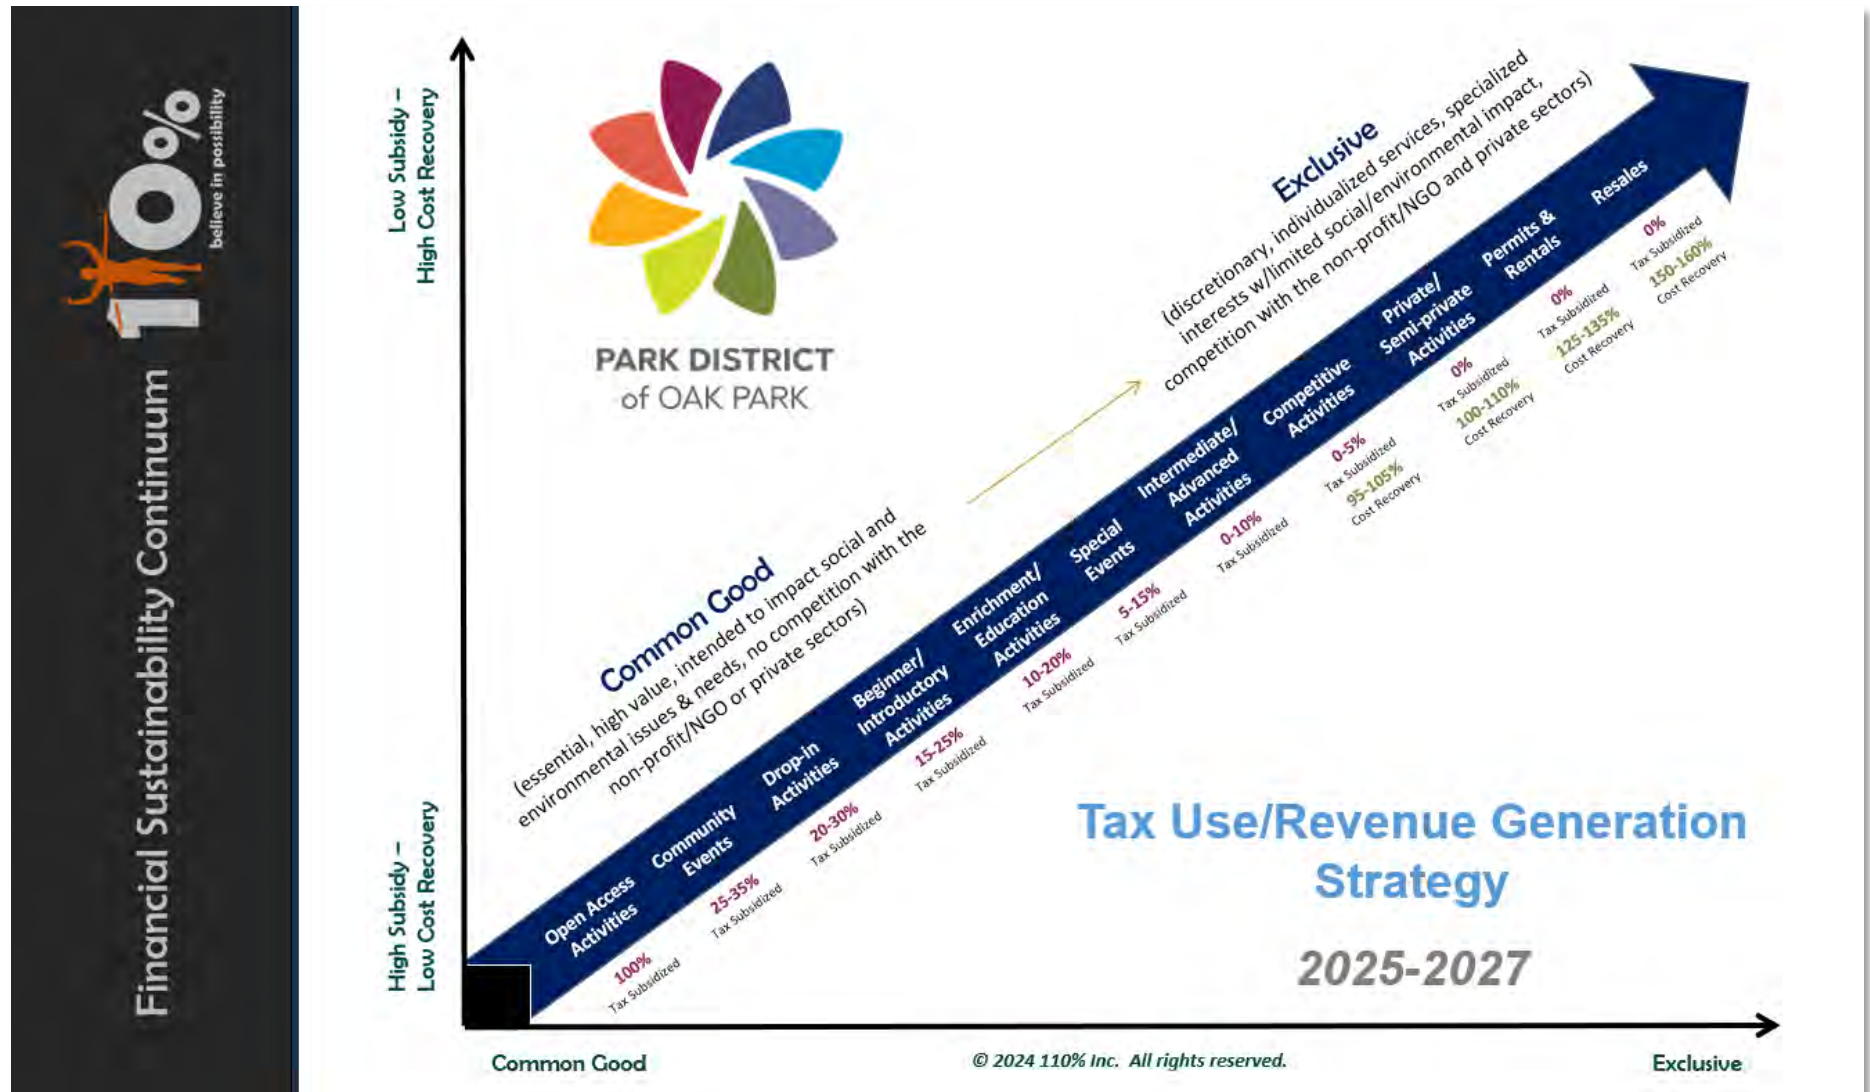 Financial Sustainability Continuum
110%
believe in possibility
Low Subsidy –
High Cost Recovery
High Subsidy –
Low Cost Recovery
PARK DISTRICT
of OAK PARK
Common Good
(essential, high value, intended to impact social and
environmental issues & needs, no competition with the
non-profit/NGO or private sectors)
Exclusive
(discretionary, individualized services, specialized
interests w/limited social/environmental impact,
competition with the non-profit/NGO and private sectors)
Open Access
Activities
100%
Tax Subsidized
Community
Events
25-35%
Tax Subsidized
Drop-in
Activities
20-30%
Tax Subsidized
Beginner/
Introductory
Activities
15-25%
Tax Subsidized
Enrichment/
Education
Activities
10-20%
Tax Subsidized
Special
Events
5-15%
Tax Subsidized
Intermediate/
Advanced
Activities
0-10%
Tax Subsidized
Competitive
Activities
0-5%
Tax Subsidized
95-105%
Cost Recovery
Private/
Semi-private
Activities
0%
Tax Subsidized
100-110%
Cost Recovery
Permits &
Rentals
0%
Tax Subsidized
125-135%
Cost Recovery
Resales
0%
Tax Subsidized
150-160%
Cost Recovery
Tax Use/Revenue Generation
Strategy
2025-2027
Common Good
© 2024 110% Inc. All rights reserved.
Exclusive